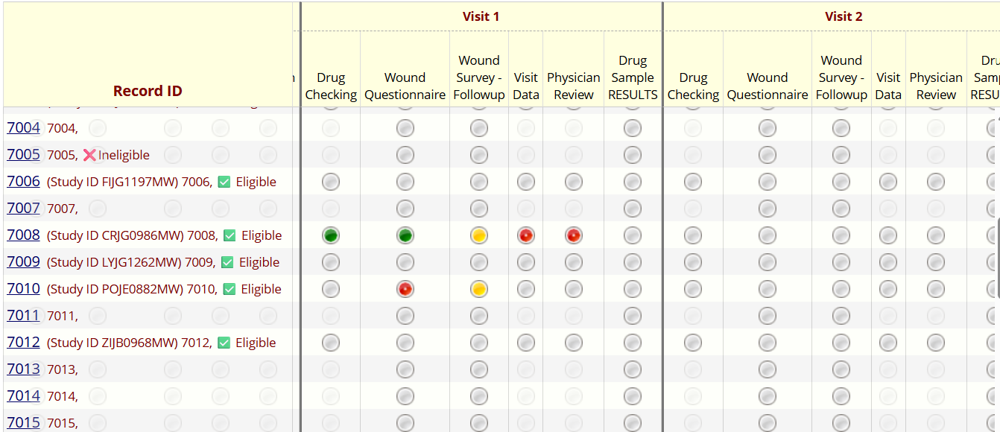 Visit 1 Visit 2
Record ID
Drug Checking
Wound Questionnaire
Wound Survey - Followup
Visit Data
Physician Review
Drug Sample RESULTS
Drug Checking
Wound Questionnaire
Wound Survey - Followup
Visit Data
Physician Review
7004 7004,
7005 7005, ❌ Ineligible
7006 (Study ID FIJG1197MW) 7006, ✅ Eligible
7007 7007,
7008 (Study ID CRJG0986MW) 7008, ✅ Eligible
7009 (Study ID LYJG1262MW) 7009, ✅ Eligible
7010 (Study ID POJE0882MW) 7010, ✅ Eligible
7011 7011,
7012 (Study ID ZIJB0968MW) 7012, ✅ Eligible
7013 7013,
7014 7014,
7015 7015,